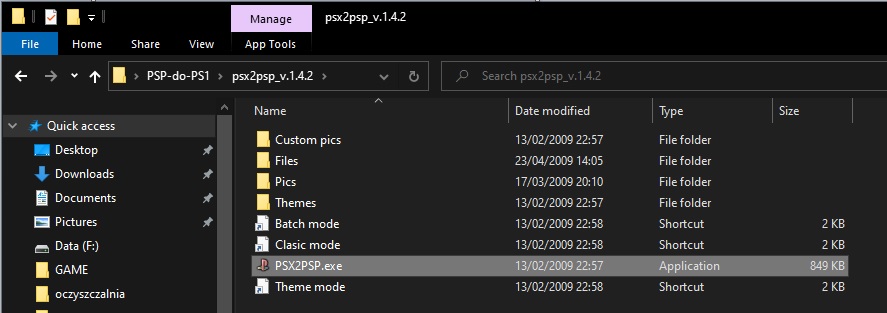 Manage psx2psp_v.1.4.2
File Home Share View App Tools
PSP-do-PS1 psx2psp_v.1.4.2 Search psx2psp_v.1.4.2
Name Date modified Type Size
Quick access
Desktop
Downloads
Documents
Pictures
Data (F:)
GAME
oczyszczalnia
Custom pics 13/02/2009 22:57 File folder
Files 23/04/2009 14:05 File folder
Pics 17/03/2009 20:10 File folder
Themes 13/02/2009 22:57 File folder
Batch mode 13/02/2009 22:58 Shortcut 2 KB
Clasic mode 13/02/2009 22:58 Shortcut 2 KB
PSX2PSP.exe 13/02/2009 22:57 Application 849 KB
Theme mode 13/02/2009 22:58 Shortcut 2 KB